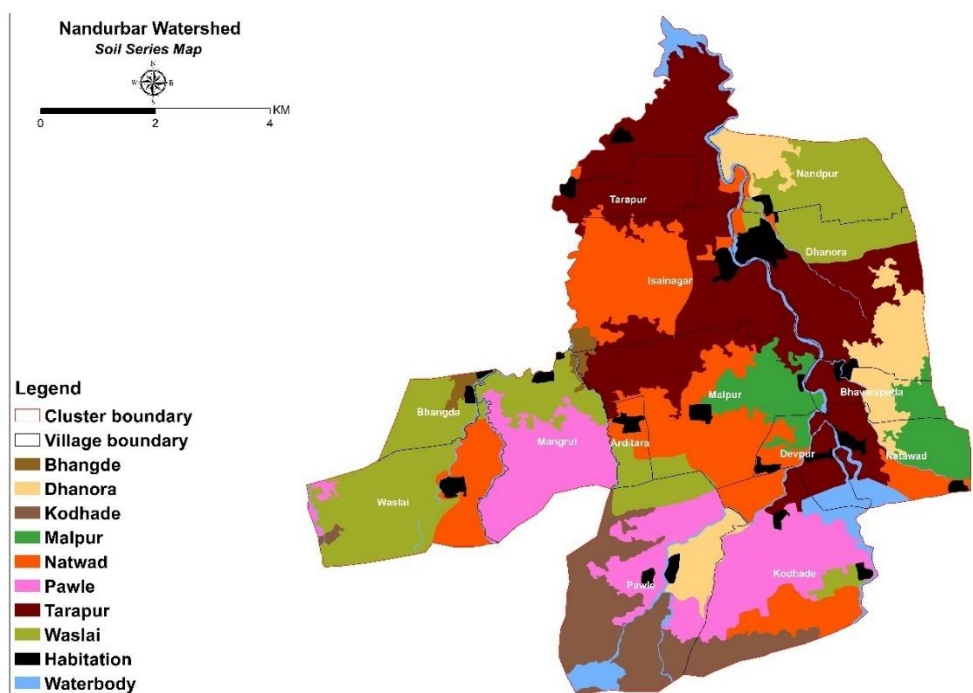 Nandurbar Watershed
Soil Series Map
N
W E
S
KM
0 2 4
Nandpur
Tarapur
Dhanora
Isainagar
Bhangda
Malpur
Bhavanipada
Mangrul
Arditara
Devpur
Natawad
Waslai
Pawle
Kodhade
Legend
Cluster boundary
Village boundary
Bhangde
Dhanora
Kodhade
Malpur
Natwad
Pawle
Tarapur
Waslai
Habitation
Waterbody